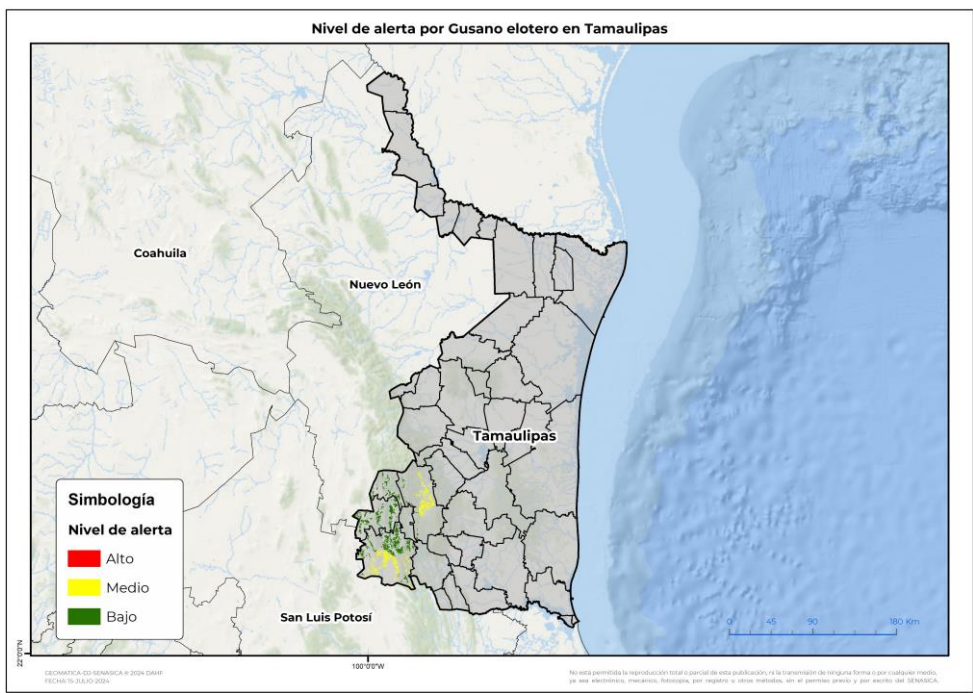 Nivel de alerta por Gusano elotero en Tamaulipas
Coahuila
Nuevo León
Tamaulipas
Simbología
Nivel de alerta
Alto
Medio
Bajo
San Luis Potosí
0 45 90 180 Km
22°0'0"N
100°0'0"W
GEOMATICA-DJ-SENASICA © 2024 DAHF
FECHA: 15-JULIO-2024
No está permitida la reproducción total o parcial de esta publicación, ni la transmisión de ninguna forma o por cualquier medio,
ya sea electrónico, mecánico, fotocopia, por registro u otros métodos, sin el permiso previo y por escrito del SENASICA.